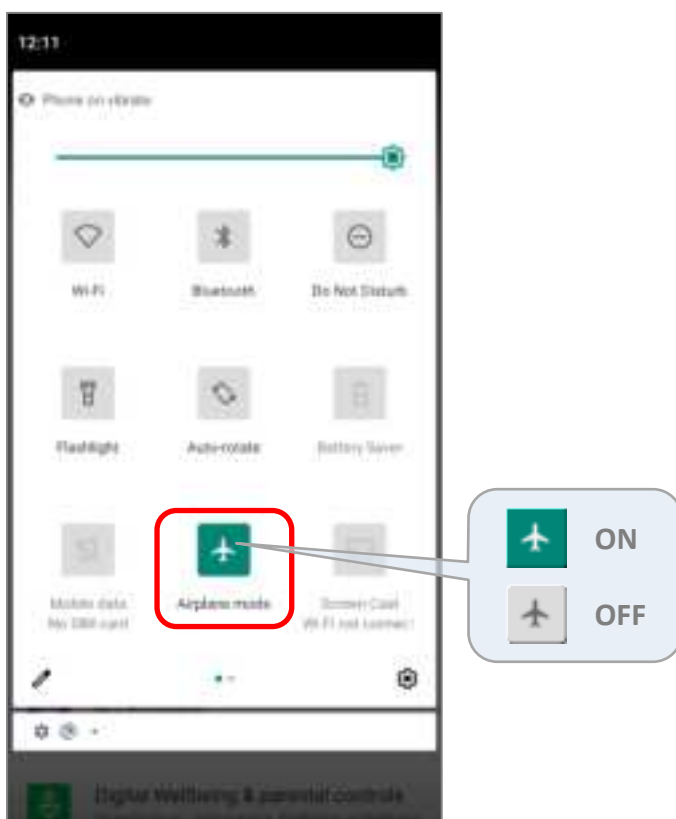 12:11
Phone on vibrate
Wi-Fi
Bluetooth
Do Not Disturb
Flashlight
Auto-rotate
Battery Saver
Mobile data
No SIM card
Airplane mode
Screen Cast
Wi-Fi not connec
ON
OFF
Digital Wellbeing & parental controls